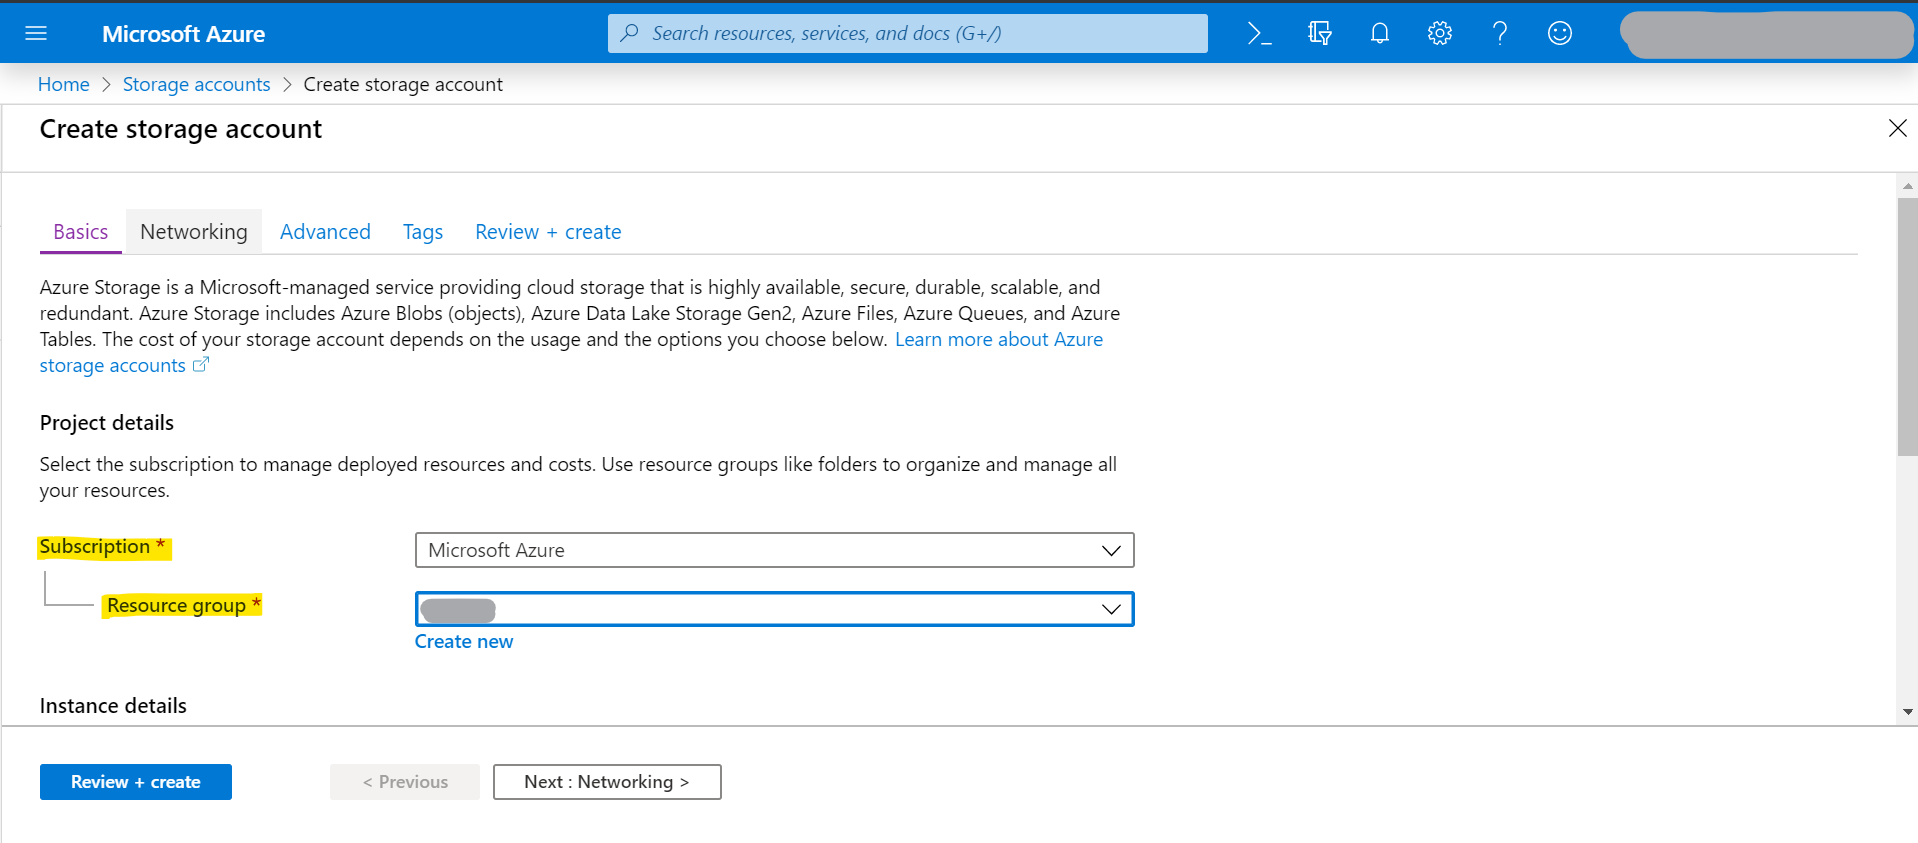 Microsoft Azure
Search resources, services, and docs (G+/)
Home > Storage accounts > Create storage account
Create storage account
Basics Networking Advanced Tags Review + create
Azure Storage is a Microsoft-managed service providing cloud storage that is highly available, secure, durable, scalable, and
redundant. Azure Storage includes Azure Blobs (objects), Azure Data Lake Storage Gen2, Azure Files, Azure Queues, and Azure
Tables. The cost of your storage account depends on the usage and the options you choose below. Learn more about Azure
storage accounts
Project details
Select the subscription to manage deployed resources and costs. Use resource groups like folders to organize and manage all
your resources.
Subscription * Microsoft Azure
Resource group *
Create new
Instance details
Review + create < Previous Next : Networking >